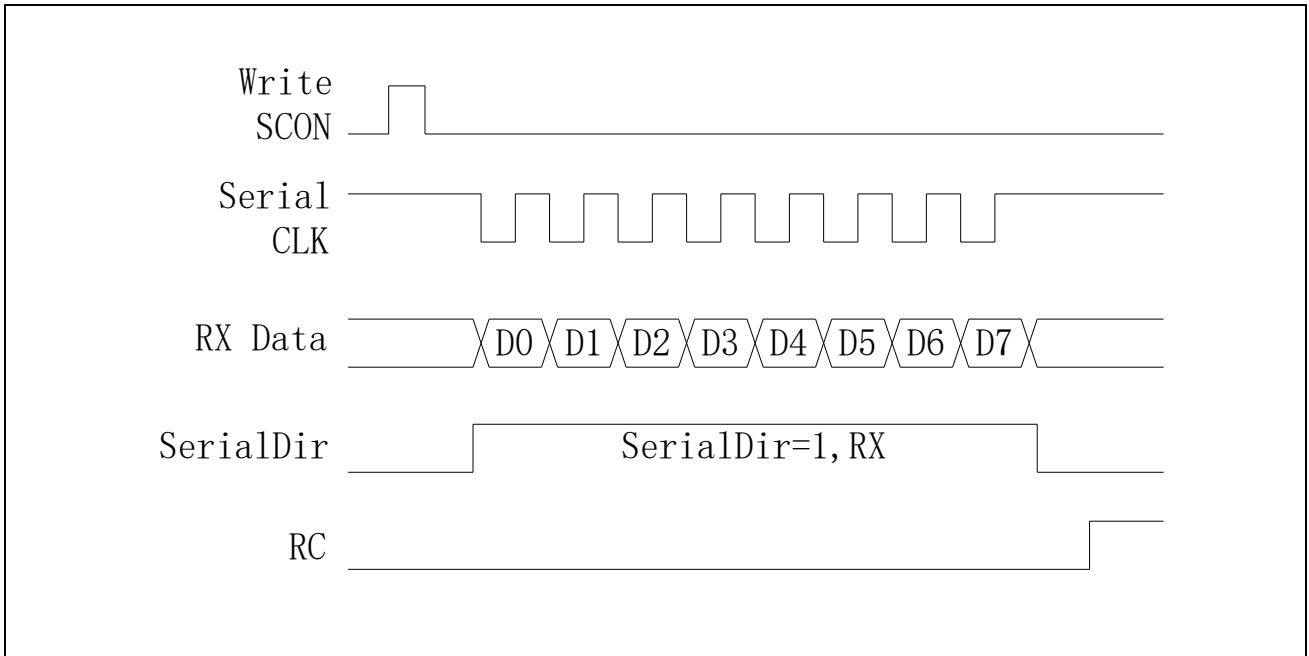 Write
SCON
Serial
CLK
RX Data
D0 D1 D2 D3 D4 D5 D6 D7
SerialDir
SerialDir=1,RX
RC